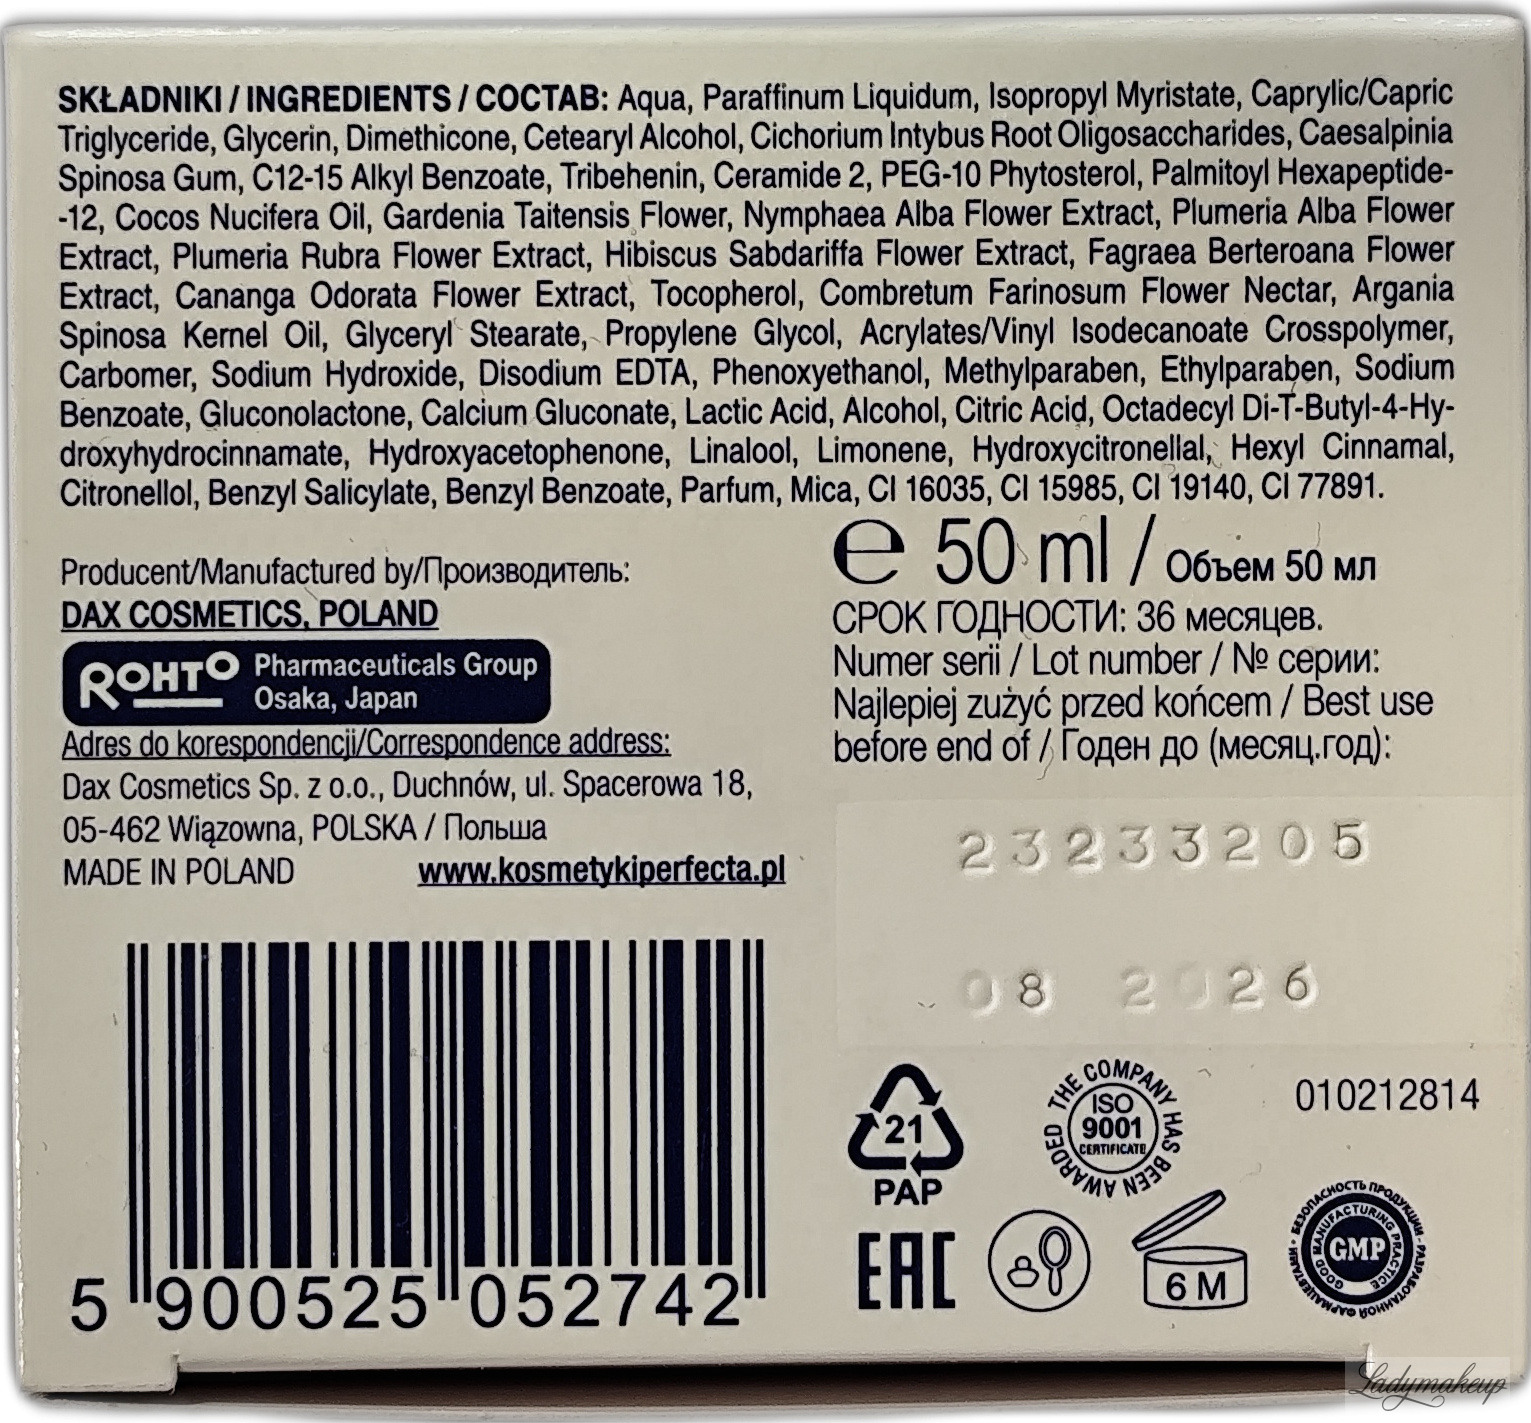 SKŁADNIKI / INGREDIENTS / СОСТАВ: Aqua, Paraffinum Liquidum, Isopropyl Myristate, Caprylic/Capric
Triglyceride, Glycerin, Dimethicone, Cetearyl Alcohol, Cichorium Intybus Root Oligosaccharides, Caesalpinia
Spinosa Gum, C12-15 Alkyl Benzoate, Tribehenin, Ceramide 2, PEG-10 Phytosterol, Palmitoyl Hexapeptide-
-12, Cocos Nucifera Oil, Gardenia Taitensis Flower, Nymphaea Alba Flower Extract, Plumeria Alba Flower
Extract, Plumeria Rubra Flower Extract, Hibiscus Sabdariffa Flower Extract, Fagraea Berteroana Flower
Extract, Cananga Odorata Flower Extract, Tocopherol, Combretum Farinosum Flower Nectar, Argania
Spinosa Kernel Oil, Glyceryl Stearate, Propylene Glycol, Acrylates/Vinyl Isodecanoate Crosspolymer,
Carbomer, Sodium Hydroxide, Disodium EDTA, Phenoxyethanol, Methylparaben, Ethylparaben, Sodium
Benzoate, Gluconolactone, Calcium Gluconate, Lactic Acid, Alcohol, Citric Acid, Octadecyl Di-T-Butyl-4-Hy-
droxyhydrocinnamate, Hydroxyacetophenone, Linalool, Limonene, Hydroxycitronellal, Hexyl Cinnamal,
Citronellol, Benzyl Salicylate, Benzyl Benzoate, Parfum, Mica, CI 16035, CI 15985, CI 19140, CI 77891.
Producent/Manufactured by/Производитель:
DAX COSMETICS, POLAND
ROHTO Pharmaceuticals Group
Osaka, Japan
Adres do korespondencji/Correspondence address:
Dax Cosmetics Sp. z o.o., Duchnów, ul. Spacerowa 18,
05-462 Wiązowna, POLSKA / Польша
MADE IN POLAND www.kosmetykiperfecta.pl
5 900525 052742
℮ 50 ml / Объем 50 мл
СРОК ГОДНОСТИ: 36 месяцев.
Numer serii / Lot number / № серии:
Najlepiej zużyć przed końcem / Best use
before end of / Годен до (месяц.год):
23233205
08 2026
21
PAP
THE COMPANY HAS BEEN AWARDED
ISO
9001
CERTIFICATE
010212814
EAC
6 M
БЕЗОПАСНОСТЬ ПРОДУКЦИИ - РАЗРАБОТАННОЙ ФАРМАЦЕВТАМИ
GOOD MANUFACTURING PRACTICE
GMP
Ladymakeup